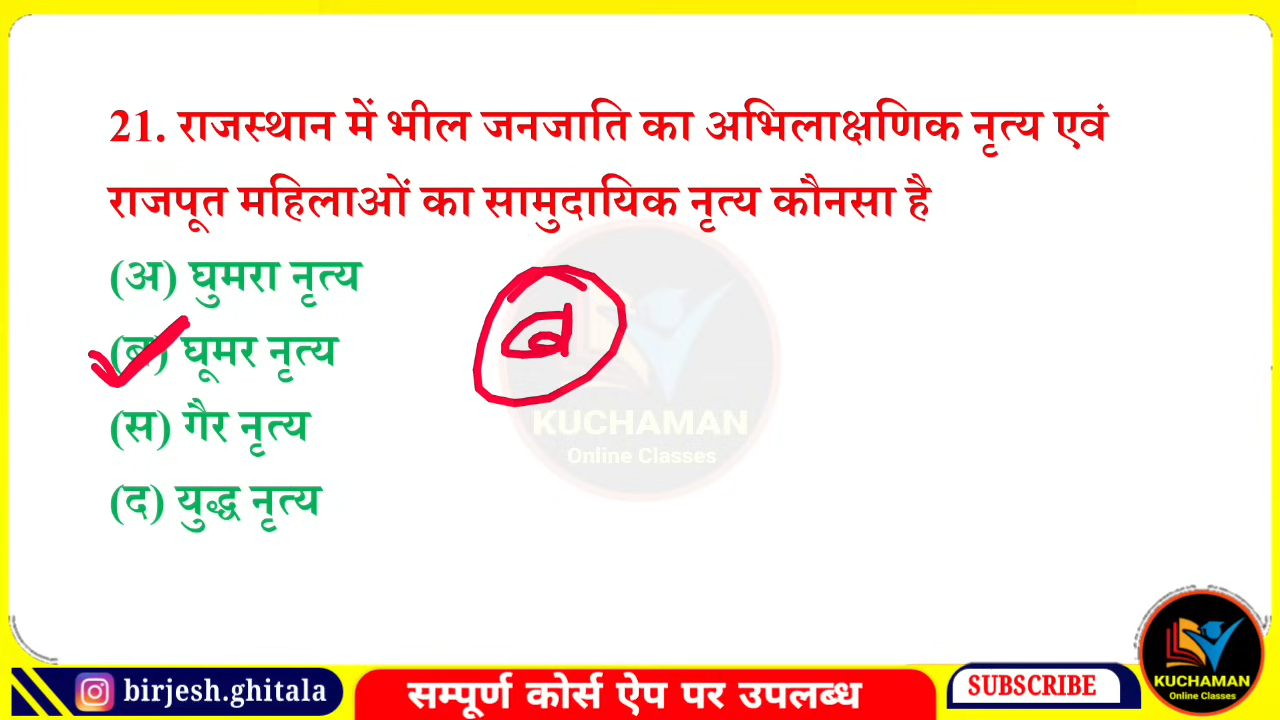 21. राजस्थान में भील जनजाति का अभिलाक्षणिक नृत्य एवं
राजपूत महिलाओं का सामुदायिक नृत्य कौनसा है
(अ) घुमरा नृत्य
(ब) घूमर नृत्य
ब
(स) गैर नृत्य
(द) युद्ध नृत्य
KUCHAMAN
Online Classes
birjesh.ghitala
सम्पूर्ण कोर्स ऐप पर उपलब्ध
SUBSCRIBE
KUCHAMAN
Online Classes